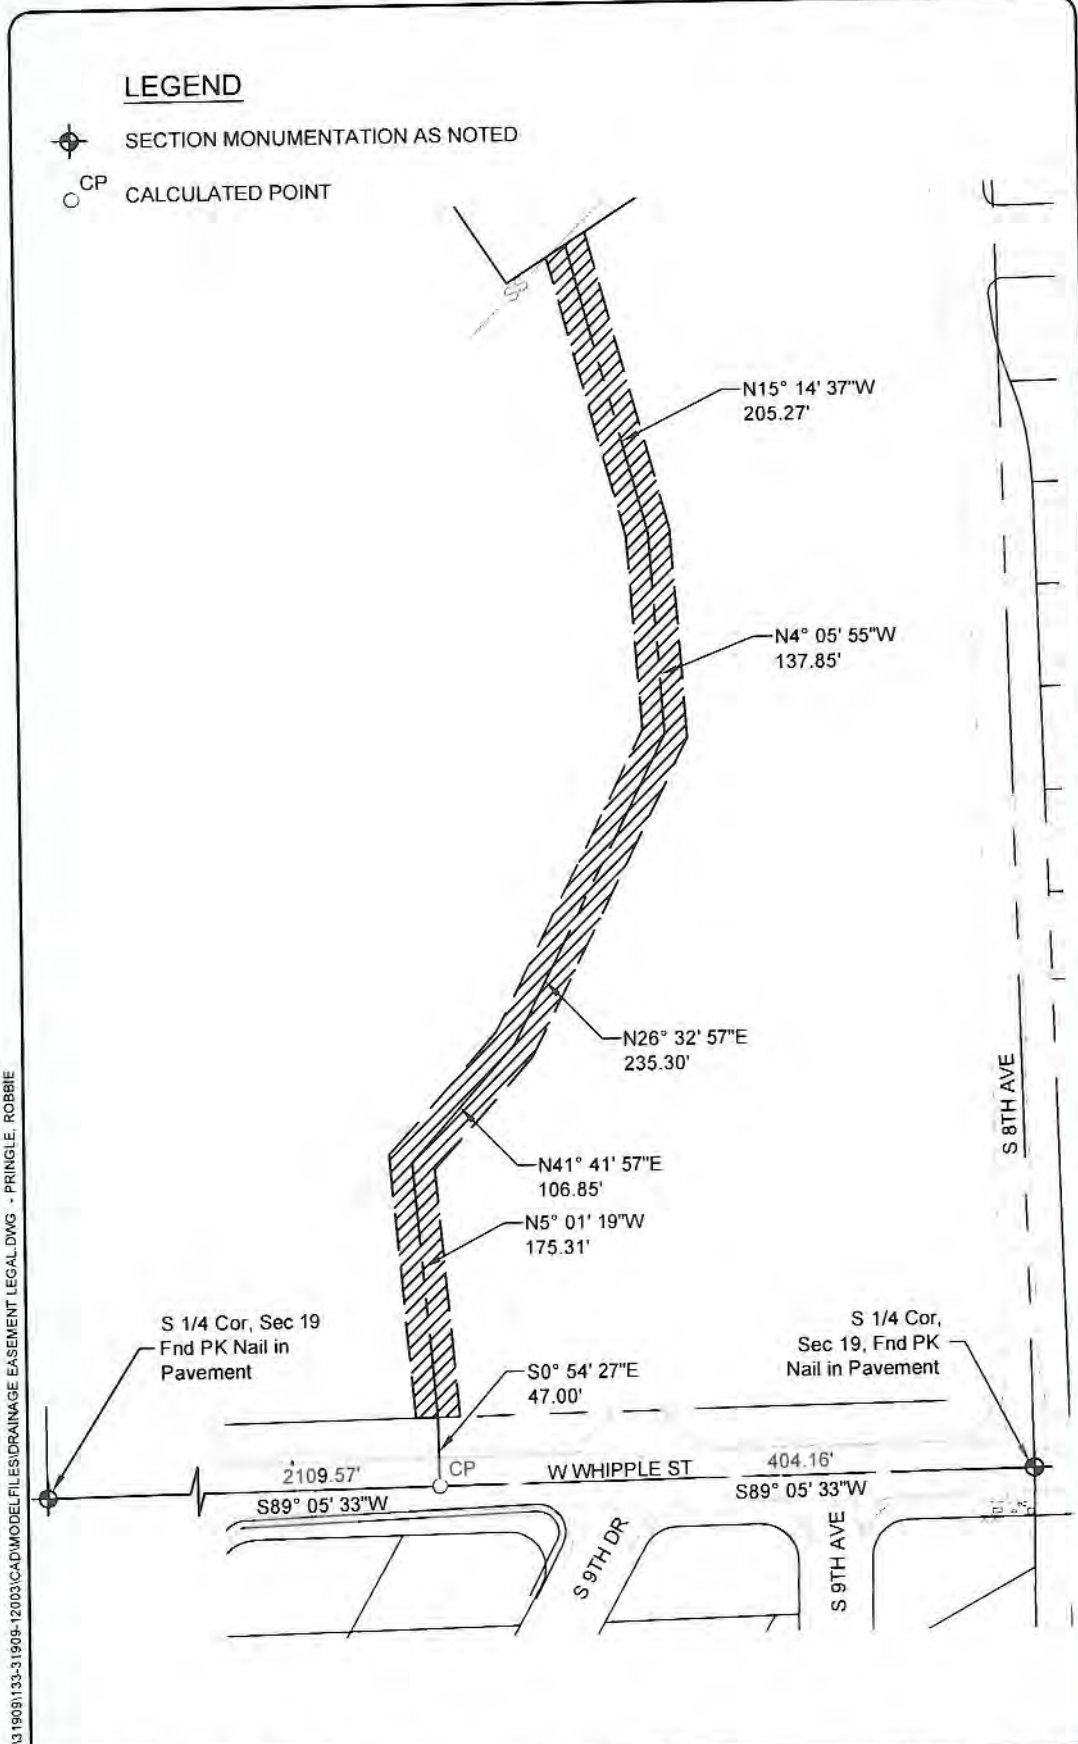 LEGEND
SECTION MONUMENTATION AS NOTED
CP
CALCULATED POINT
SS
N15° 14' 37"W
205.27'
N4° 05' 55"W
137.85'
N26° 32' 57"E
235.30'
S 8TH AVE
N41° 41' 57"E
106.85'
N5° 01' 19"W
175.31'
S 1/4 Cor, Sec 19
Fnd PK Nail in
Pavement
S 1/4 Cor,
Sec 19, Fnd PK
Nail in Pavement
S0° 54' 27"E
47.00'
2109.57'
S89° 05' 33"W
CP
W WHIPPLE ST
404.16'
S89° 05' 33"W
S 9TH DR
S 9TH AVE
\31909\133-31909-12003\CAD\MODELFILES\DRAINAGE EASEMENT LEGAL.DWG - PRINGLE, ROBBIE